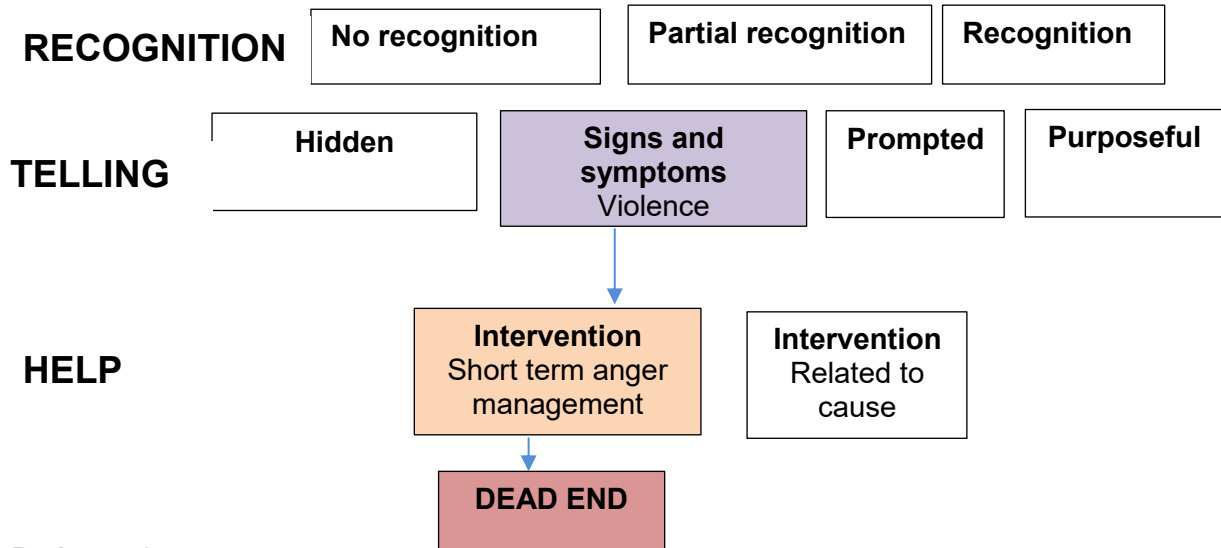 RECOGNITION
No recognition
Partial recognition
Recognition
TELLING
Hidden
Signs and
symptoms
Violence
Prompted
Purposeful
HELP
Intervention
Short term anger
management
Intervention
Related to
cause
DEAD END